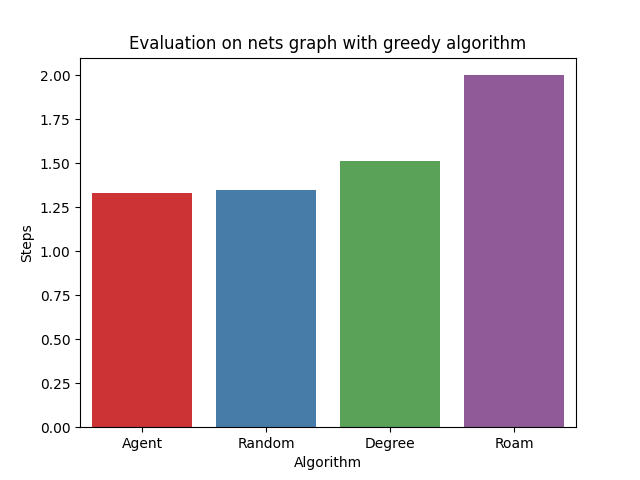 Evaluation on nets graph with greedy algorithm
2.00
1.75
1.50
1.25
1.00
0.75
0.50
0.25
0.00
Steps
Agent Random Degree Roam
Algorithm